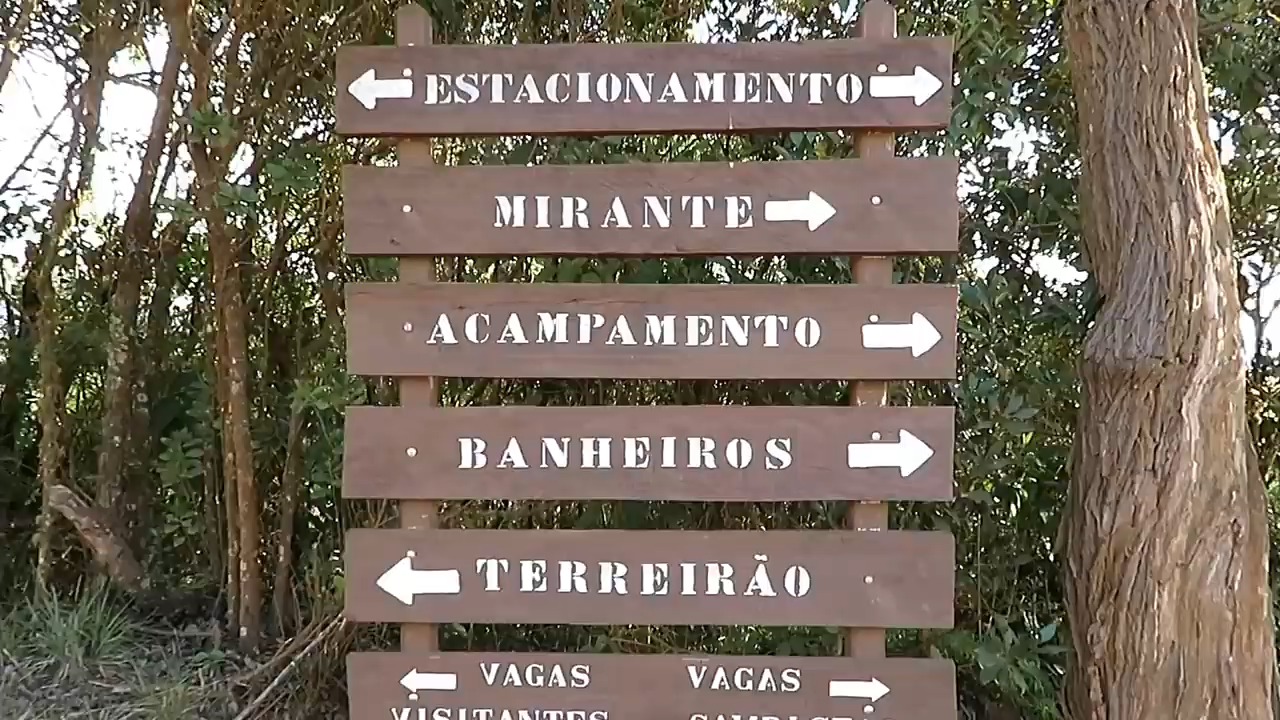 ESTACIONAMENTO
MIRANTE
ACAMPAMENTO
BANHEIROS
TERREIRÃO
VAGAS VAGAS
VISITANTES